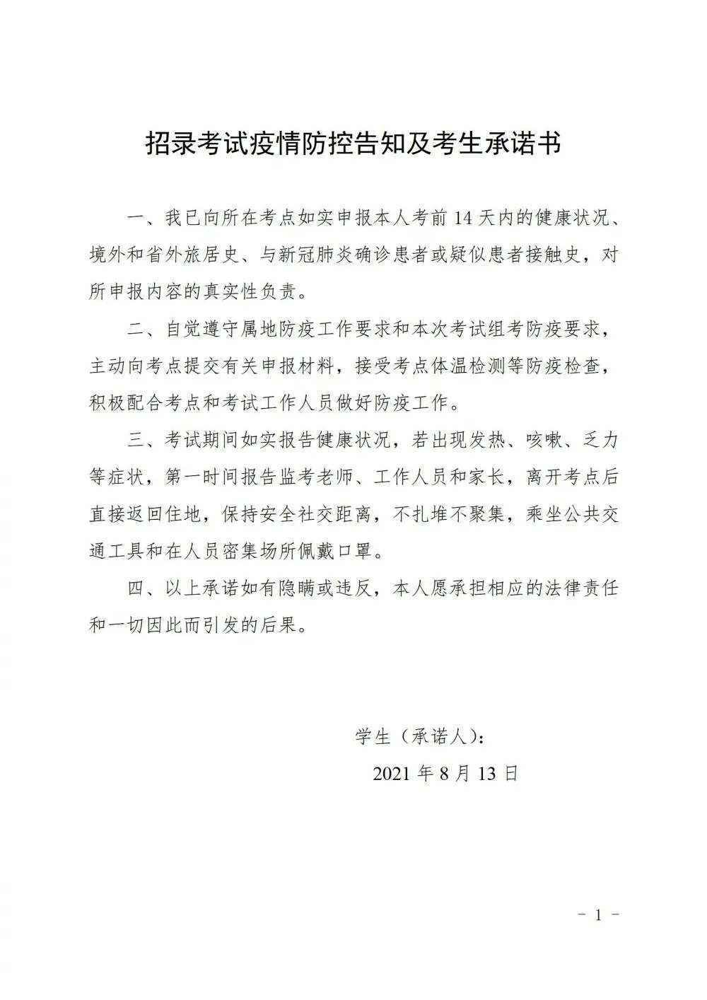 招录考试疫情防控告知及考生承诺书
一、我已向所在考点如实申报本人考前 14 天内的健康状况、
境外和省外旅居史、与新冠肺炎确诊患者或疑似患者接触史，对
所申报内容的真实性负责。
二、自觉遵守属地防疫工作要求和本次考试组考防疫要求，
主动向考点提交有关申报材料，接受考点体温检测等防疫检查，
积极配合考点和考试工作人员做好防疫工作。
三、考试期间如实报告健康状况，若出现发热、咳嗽、乏力
等症状，第一时间报告监考老师、工作人员和家长，离开考点后
直接返回住地，保持安全社交距离，不扎堆不聚集，乘坐公共交
通工具和在人员密集场所佩戴口罩。
四、以上承诺如有隐瞒或违反，本人愿承担相应的法律责任
和一切因此而引发的后果。
学生（承诺人）：
2021 年 8 月 13 日
- 1 -